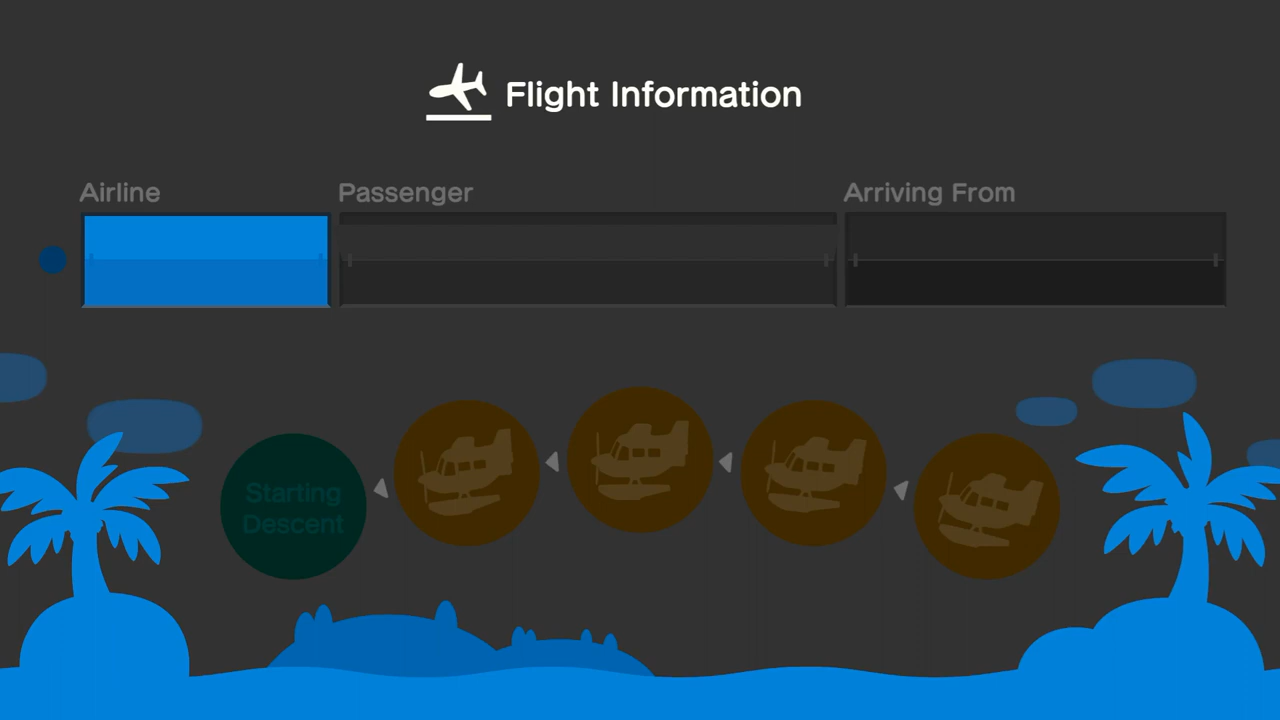 Flight Information
Airline
Passenger
Arriving From
Starting
Descent